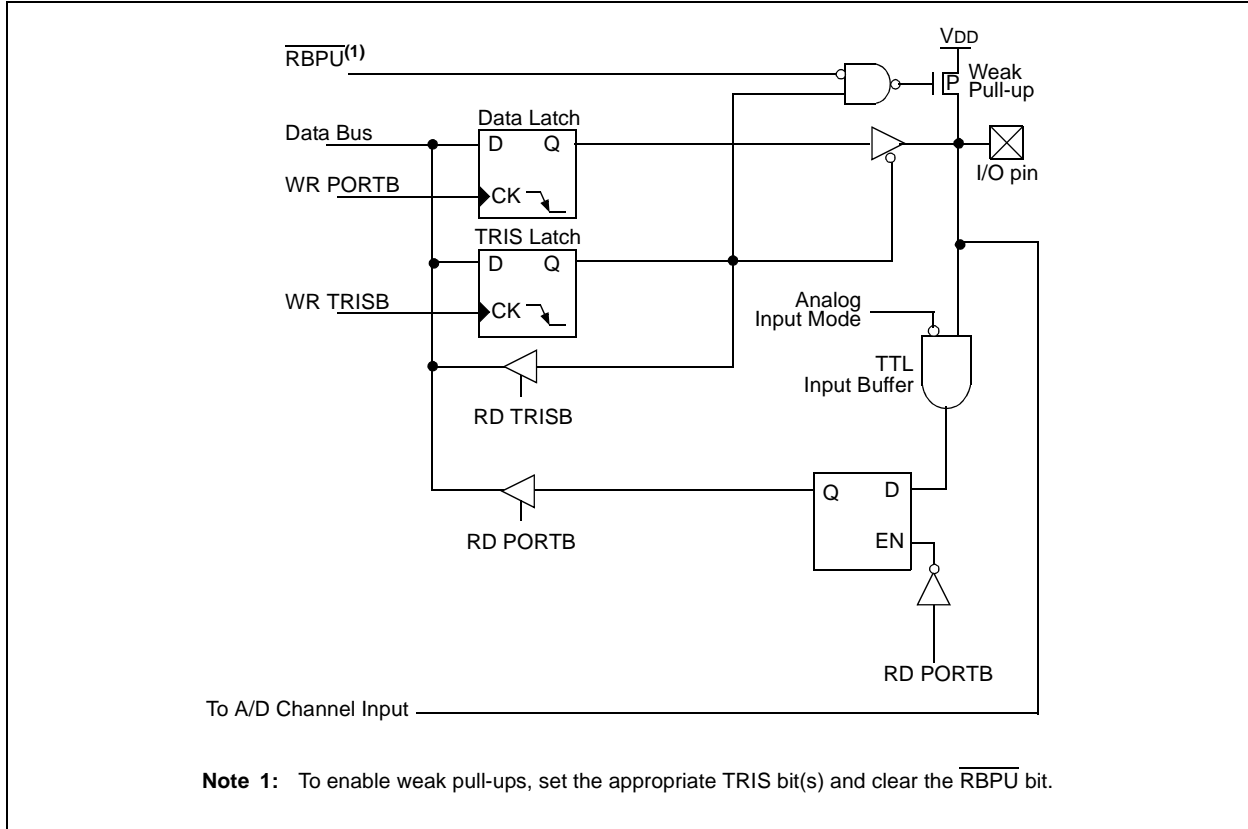 VDD
RBPU(1)
P
Weak
Pull-up
Data Latch
Data Bus
D Q
I/O pin
WR PORTB
CK
TRIS Latch
D Q
WR TRISB
CK
Analog
Input Mode
TTL
Input Buffer
RD TRISB
Q D
EN
RD PORTB
RD PORTB
To A/D Channel Input
Note 1: To enable weak pull-ups, set the appropriate TRIS bit(s) and clear the RBPU bit.